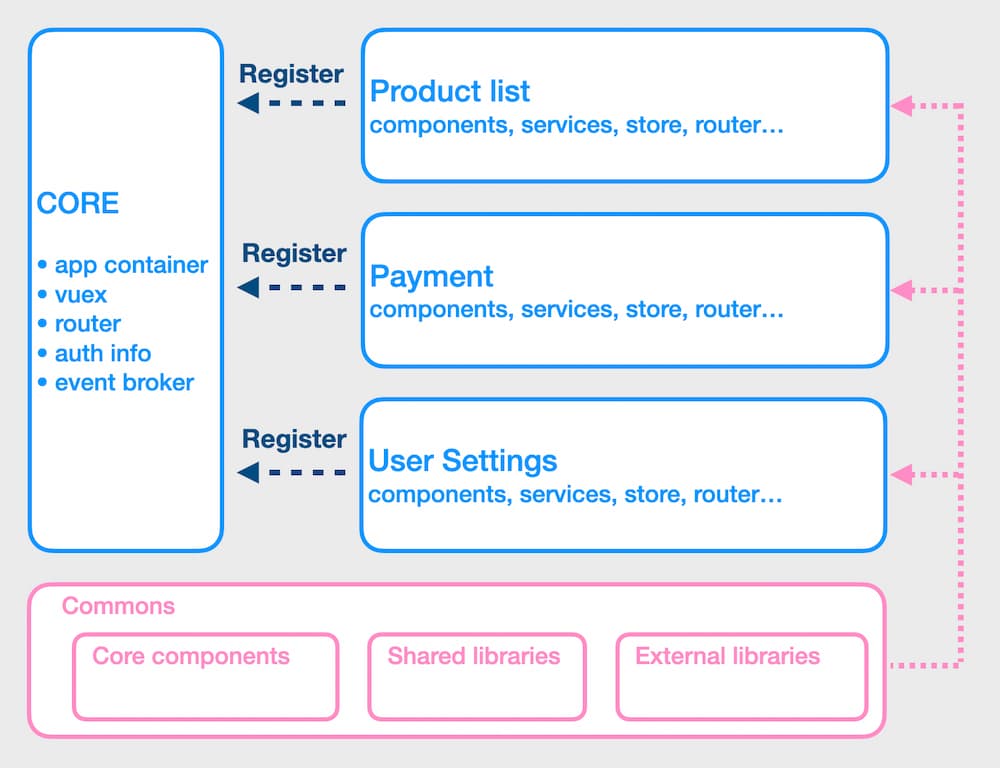 CORE
• app container
• vuex
• router
• auth info
• event broker
Register
Product list
components, services, store, router…
Register
Payment
components, services, store, router…
Register
User Settings
components, services, store, router…
Commons
Core components
Shared libraries
External libraries